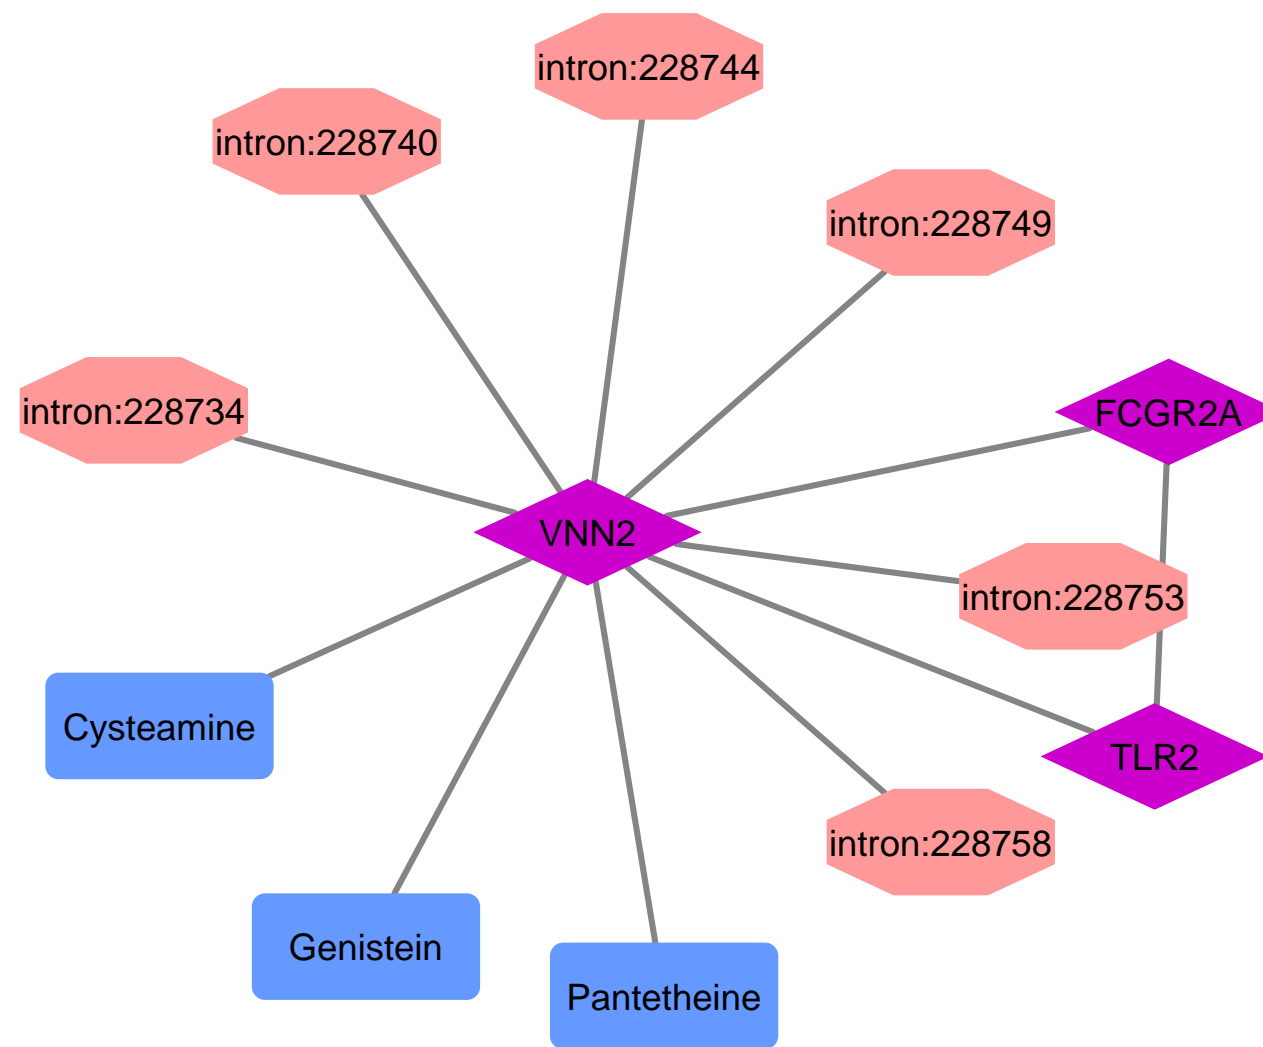 intron:228744
intron:228740
intron:228749
intron:228734
FCGR2A
VNN2
intron:228753
Cysteamine
TLR2
intron:228758
Genistein
Pantetheine